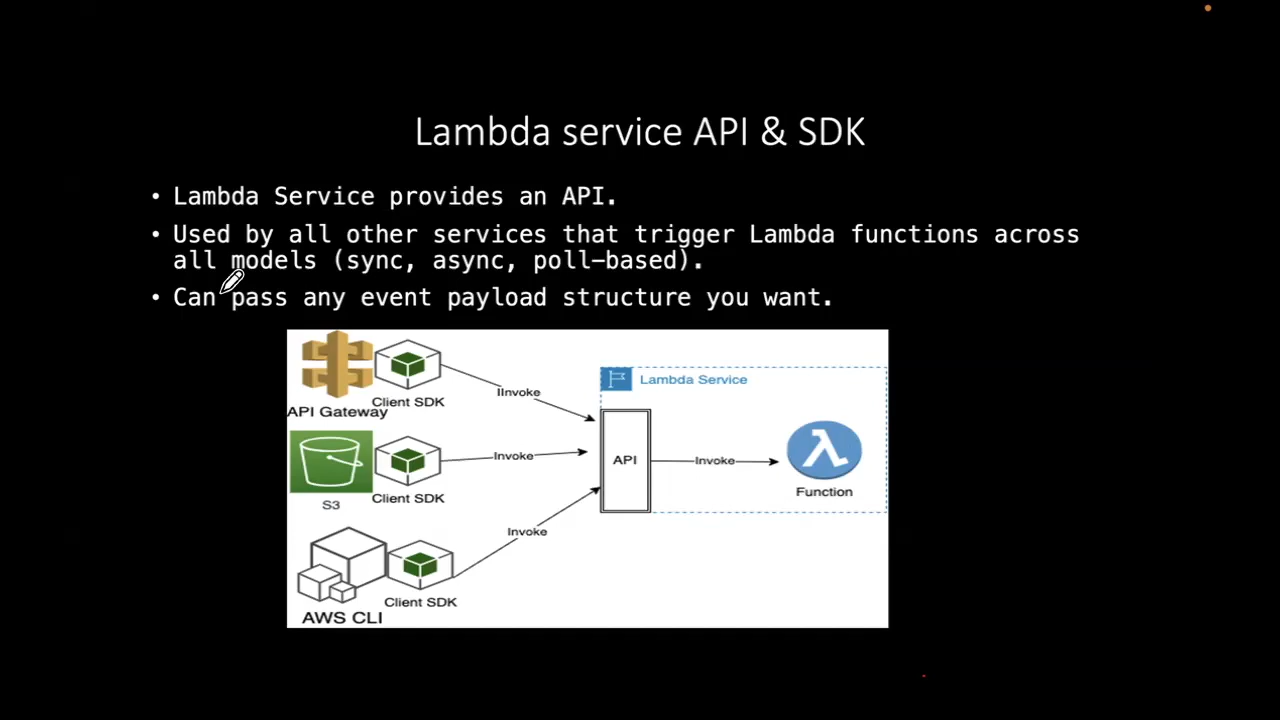 Lambda service API & SDK
• Lambda Service provides an API.
• Used by all other services that trigger Lambda functions across
all models (sync, async, poll-based).
• Can pass any event payload structure you want.
API Gateway
Client SDK
IInvoke
Lambda Service
S3
Client SDK
Invoke
API
Invoke
Function
AWS CLI
Client SDK
Invoke